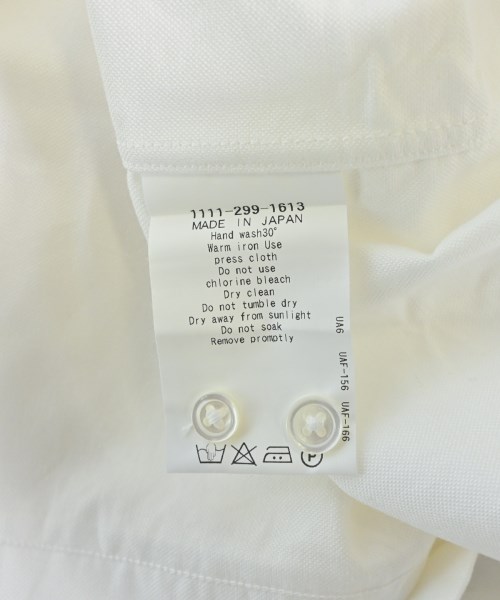 1111-299-1613
MADE IN JAPAN
Hand wash30°
Warm iron Use
press cloth
Do not use
chlorine bleach
Dry clean
Do not tumble dry
Dry away from sunlight
Do not soak
Remove promptly
UA6 UAF-156 UAF-166
P